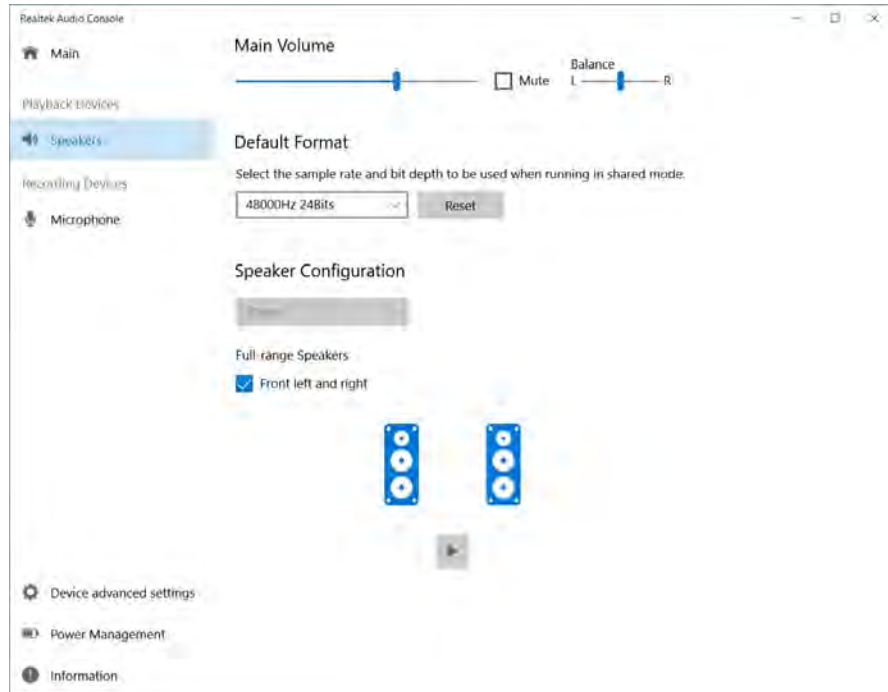 Realtek Audio Console
Main
Playback Devices
Speakers
Recording Devices
Microphone
Device advanced settings
Power Management
Information
Main Volume
Mute
Balance
L
R
Default Format
Select the sample rate and bit depth to be used when running in shared mode.
48000Hz 24Bits
Reset
Speaker Configuration
Full-range Speakers
Front left and right